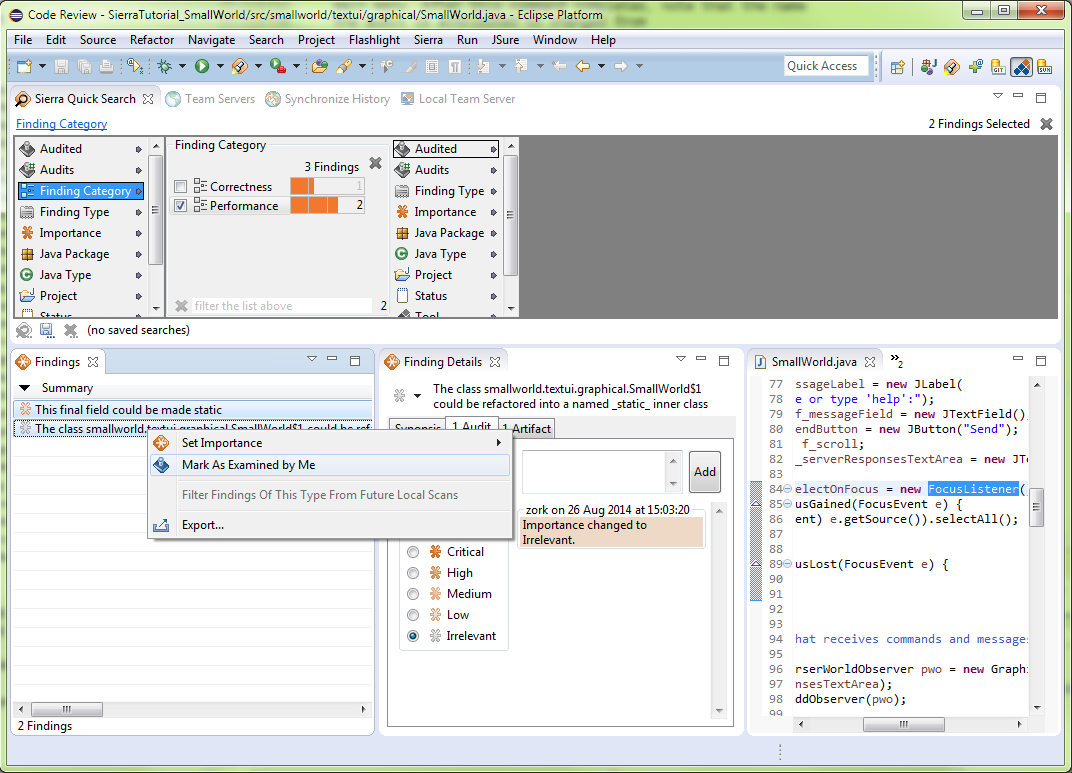 Code Review - SierraTutorial_SmallWorld/src/smallworld/textui/graphical/SmallWorld.java - Eclipse Platform
File Edit Source Refactor Navigate Search Project Flashlight Sierra Run JSure Window Help
Quick Access
GIT
SVN
Sierra Quick Search
Team Servers
Synchronize History
Local Team Server
Finding Category
2 Findings Selected
Audited
Audits
Finding Category
Finding Type
Importance
Java Package
Java Type
Project
Status
Finding Category
3 Findings
Correctness 1
Performance 2
filter the list above 2
Audited
Audits
Finding Type
Importance
Java Package
Java Type
Project
Status
Tool
(no saved searches)
Findings
Summary
This final field could be made static
The class smallworld.textui.graphical.SmallWorld$1 could be ref
Set Importance
Mark As Examined by Me
Filter Findings Of This Type From Future Local Scans
Export...
2 Findings
Finding Details
The class smallworld.textui.graphical.SmallWorld$1
could be refactored into a named _static_ inner class
Synopsis 1 Audit 1 Artifact
Add
zork on 26 Aug 2014 at 15:03:20
Importance changed to
Irrelevant.
Critical
High
Medium
Low
Irrelevant
SmallWorld.java
»2
77 ssageLabel = new JLabel(
78 e or type 'help':");
79 f_messageField = new JTextField()
80 endButton = new JButton("Send");
81 f_scroll;
82 _serverResponsesTextArea = new JTe
83
84 electOnFocus = new FocusListener(
85 usGained(FocusEvent e) {
86 ent) e.getSource()).selectAll();
87
88
89 usLost(FocusEvent e) {
90
91
92
93
94 hat receives commands and messages
95
96 rserWorldObserver pwo = new Graph
97 nsesTextArea);
98 ddObserver(pwo);
99